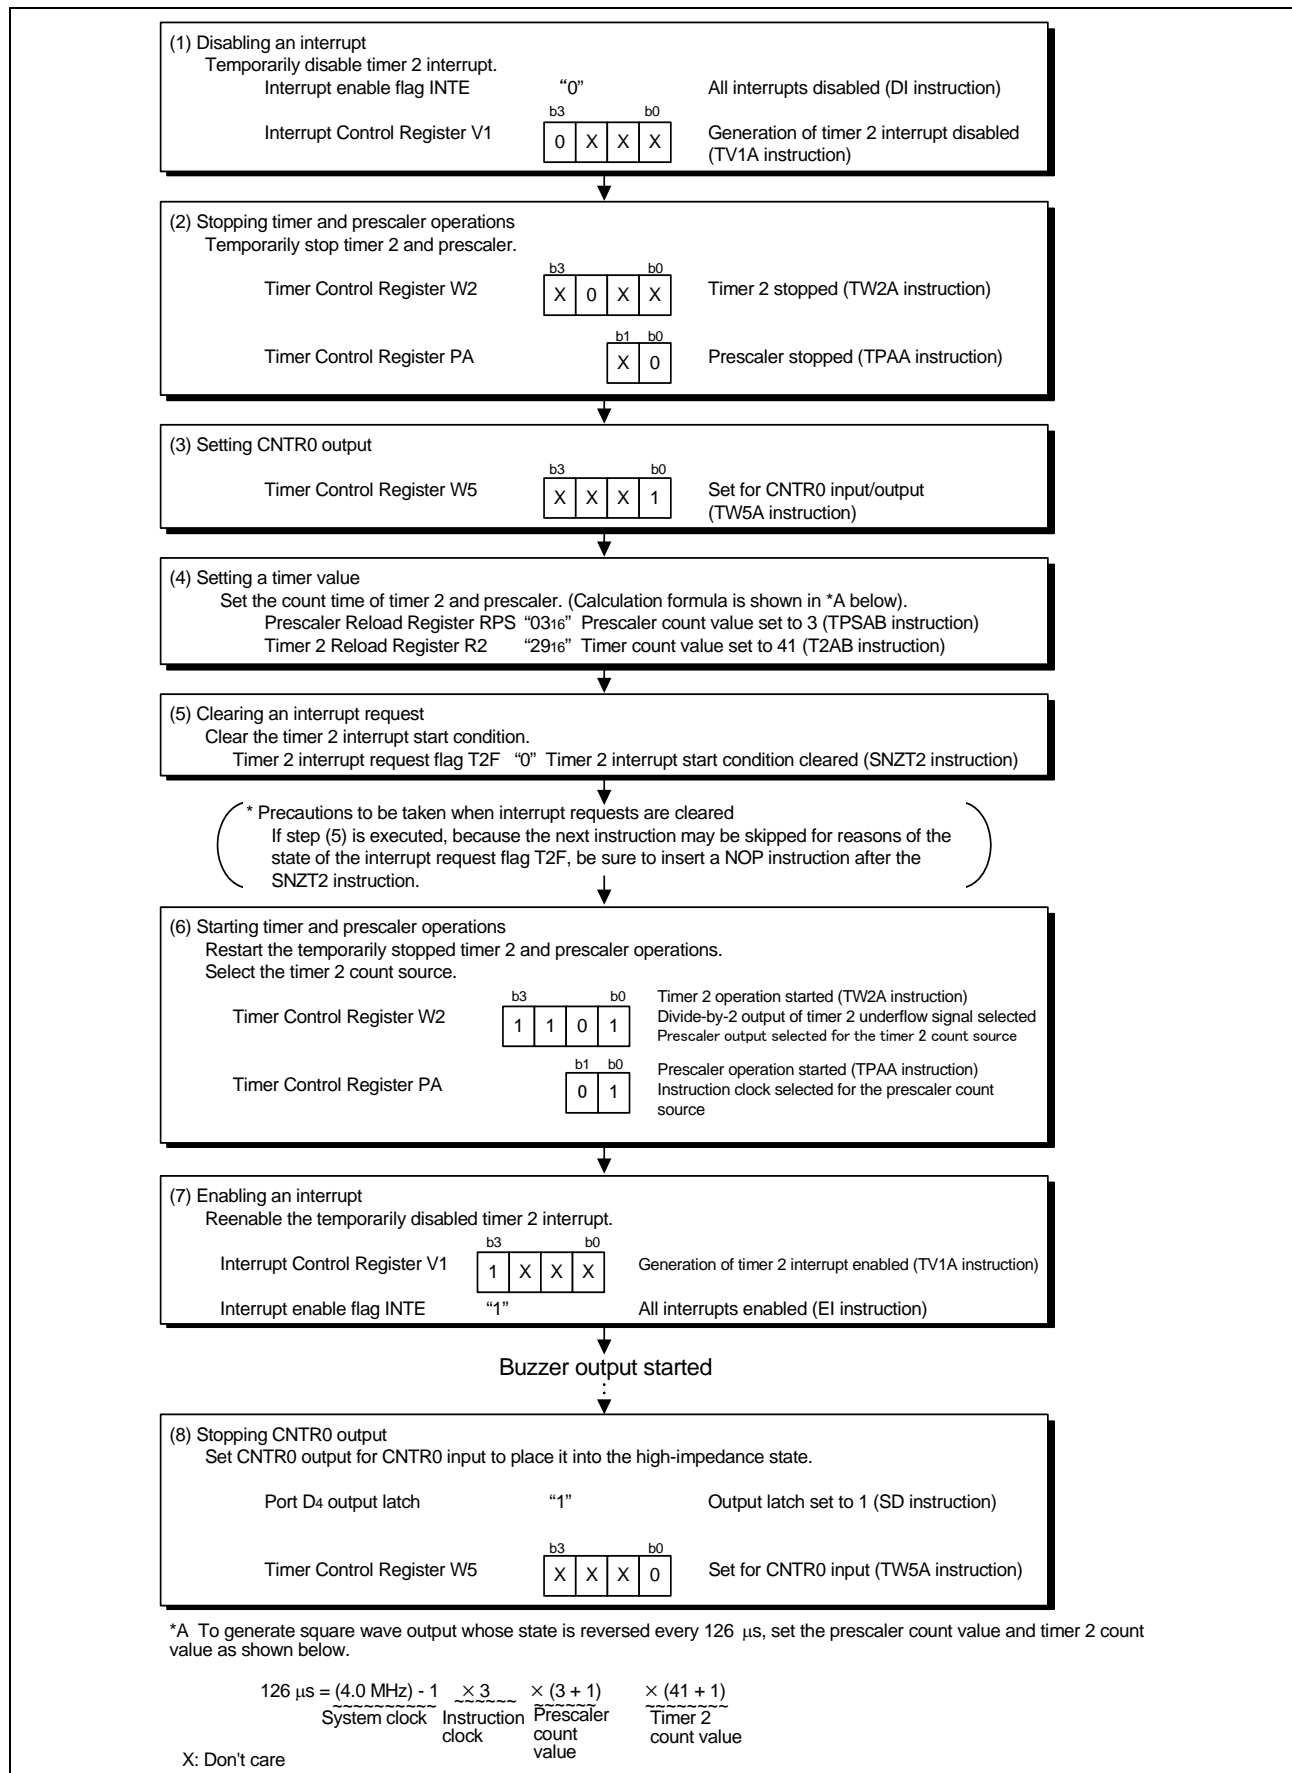 (1) Disabling an interrupt
Temporarily disable timer 2 interrupt.
Interrupt enable flag INTE “0” All interrupts disabled (DI instruction)
b3 b0
Interrupt Control Register V1 0 X X X Generation of timer 2 interrupt disabled
(TV1A instruction)
(2) Stopping timer and prescaler operations
Temporarily stop timer 2 and prescaler.
b3 b0
Timer Control Register W2 X 0 X X Timer 2 stopped (TW2A instruction)
b1 b0
Timer Control Register PA X 0 Prescaler stopped (TPAA instruction)
(3) Setting CNTR0 output
b3 b0
Timer Control Register W5 X X X 1 Set for CNTR0 input/output
(TW5A instruction)
(4) Setting a timer value
Set the count time of timer 2 and prescaler. (Calculation formula is shown in *A below).
Prescaler Reload Register RPS “0316” Prescaler count value set to 3 (TPSAB instruction)
Timer 2 Reload Register R2 “2916” Timer count value set to 41 (T2AB instruction)
(5) Clearing an interrupt request
Clear the timer 2 interrupt start condition.
Timer 2 interrupt request flag T2F “0” Timer 2 interrupt start condition cleared (SNZT2 instruction)
* Precautions to be taken when interrupt requests are cleared
If step (5) is executed, because the next instruction may be skipped for reasons of the
state of the interrupt request flag T2F, be sure to insert a NOP instruction after the
SNZT2 instruction.
(6) Starting timer and prescaler operations
Restart the temporarily stopped timer 2 and prescaler operations.
Select the timer 2 count source.
b3 b0 Timer 2 operation started (TW2A instruction)
Timer Control Register W2 1 1 0 1 Divide-by-2 output of timer 2 underflow signal selected
Prescaler output selected for the timer 2 count source
b1 b0 Prescaler operation started (TPAA instruction)
Timer Control Register PA 0 1 Instruction clock selected for the prescaler count
source
(7) Enabling an interrupt
Reenable the temporarily disabled timer 2 interrupt.
b3 b0
Interrupt Control Register V1 1 X X X Generation of timer 2 interrupt enabled (TV1A instruction)
Interrupt enable flag INTE “1” All interrupts enabled (EI instruction)
Buzzer output started
(8) Stopping CNTR0 output
Set CNTR0 output for CNTR0 input to place it into the high-impedance state.
Port D4 output latch “1” Output latch set to 1 (SD instruction)
b3 b0
Timer Control Register W5 X X X 0 Set for CNTR0 input (TW5A instruction)
*A To generate square wave output whose state is reversed every 126 μs, set the prescaler count value and timer 2 count
value as shown below.
126 μs = (4.0 MHz) - 1 × 3 × (3 + 1) × (41 + 1)
System clock Instruction Prescaler Timer 2
clock count count value
value
X: Don't care